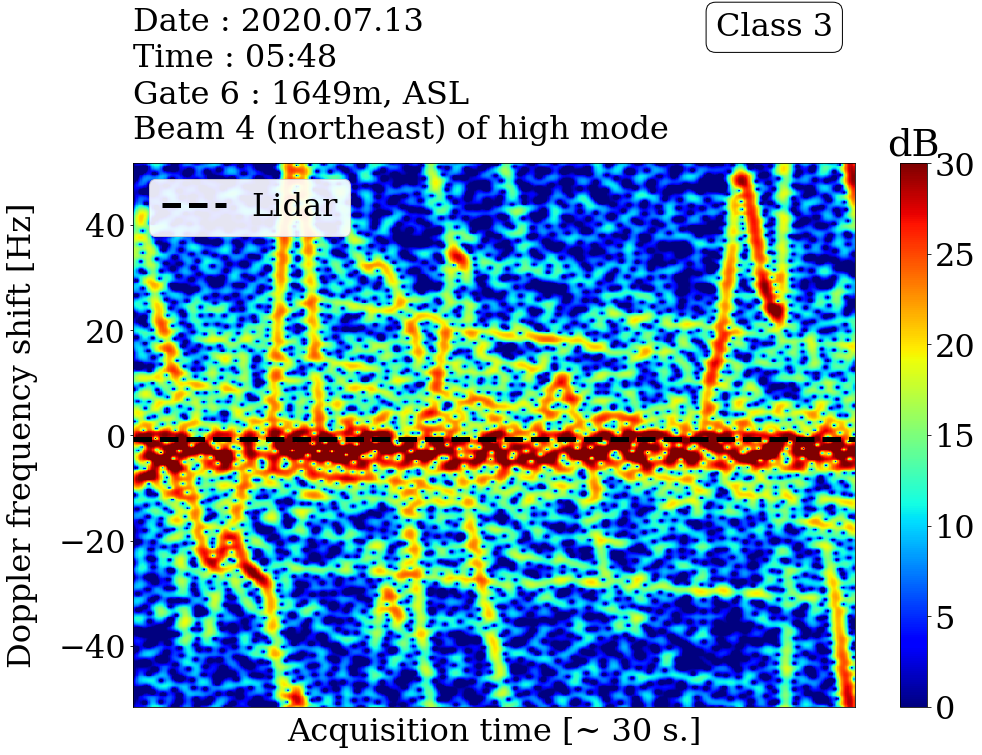 Date : 2020.07.13
Time : 05:48
Gate 6 : 1649m, ASL
Beam 4 (northeast) of high mode
Class 3
dB
Lidar
Doppler frequency shift [Hz]
40
20
0
−20
−40
Acquisition time [~ 30 s.]
30
25
20
15
10
5
0